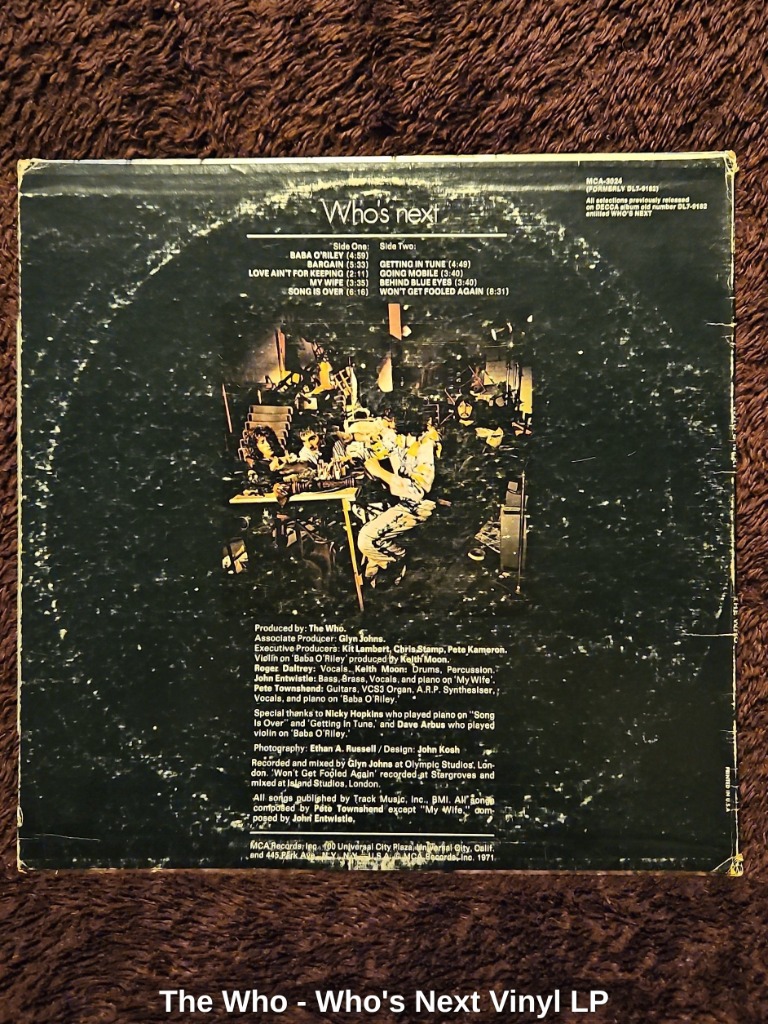 MCA-3024
(FORMERLY DL7-9182)
All selections previously released
on DECCA album old number DL7-9182
entitled WHO'S NEXT
Who's next
Side One:
BABA O'RILEY (4:59)
BARGAIN (5:33)
LOVE AIN'T FOR KEEPING (2:11)
MY WIFE (3:35)
SONG IS OVER (6:16)
Side Two:
GETTING IN TUNE (4:49)
GOING MOBILE (3:40)
BEHIND BLUE EYES (3:40)
WON'T GET FOOLED AGAIN (8:31)
Produced by: The Who.
Associate Producer: Glyn Johns.
Executive Producers: Kit Lambert, Chris Stamp, Pete Kameron.
Violin on 'Baba O'Riley' produced by Keith Moon.
Roger Daltrey: Vocals. Keith Moon: Drums, Percussion.
John Entwistle: Bass, Brass, Vocals, and piano on 'My Wife'.
Pete Townshend: Guitars, VCS3 Organ, A.R.P. Synthesiser,
Vocals, and piano on 'Baba O'Riley.'
Special thanks to Nicky Hopkins who played piano on "Song
Is Over" and 'Getting In Tune,' and Dave Arbus who played
violin on 'Baba O'Riley.'
Photography: Ethan A. Russell / Design: John Kosh
Recorded and mixed by Glyn Johns at Olympic Studios, Lon-
don. 'Won't Get Fooled Again' recorded at Stargroves and
mixed at Island Studios, London.
All songs published by Track Music, Inc., BMI. All songs
composed by Pete Townshend except "My Wife," com-
posed by John Entwistle.
MCA Records, Inc., 100 Universal City Plaza, Universal City, Calif.
and 445 Park Ave., N.Y., N.Y.—U.S.A. © MCA Records, Inc. 1971
PRINTED IN U.S.A.
The Who - Who's Next Vinyl LP